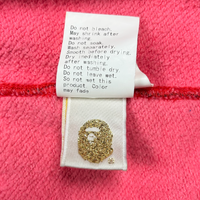 Do not bleach.
May shrink after
washing.
Do not soak.
Wash separately.
Smooth before drying.
Dry immediately
after washing.
Do not tumble dry.
Do not leave wet.
So not wet this
product. Color
may fade.